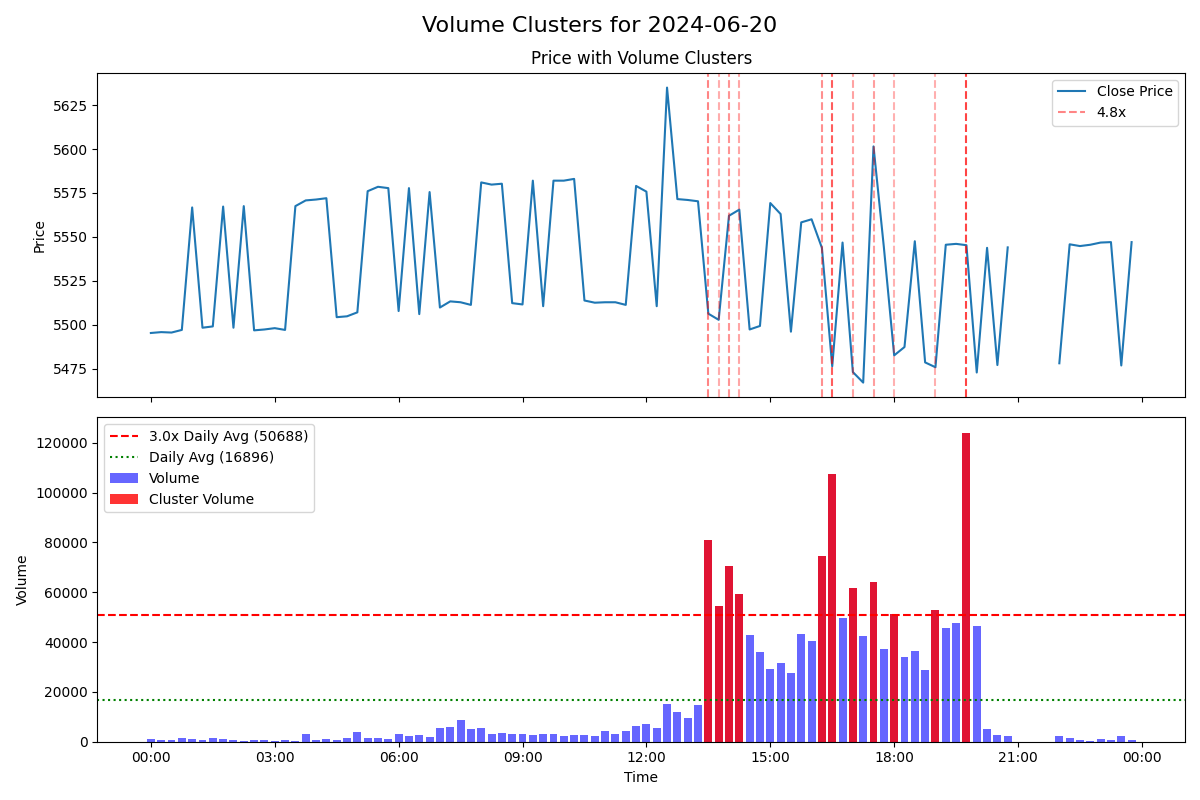 Volume Clusters for 2024-06-20
Price with Volume Clusters
Close Price
4.8x
5625
5600
5575
5550
5525
5500
5475
Price
3.0x Daily Avg (50688)
Daily Avg (16896)
Volume
Cluster Volume
120000
100000
80000
60000
40000
20000
0
Volume
00:00 03:00 06:00 09:00 12:00 15:00 18:00 21:00 00:00
Time